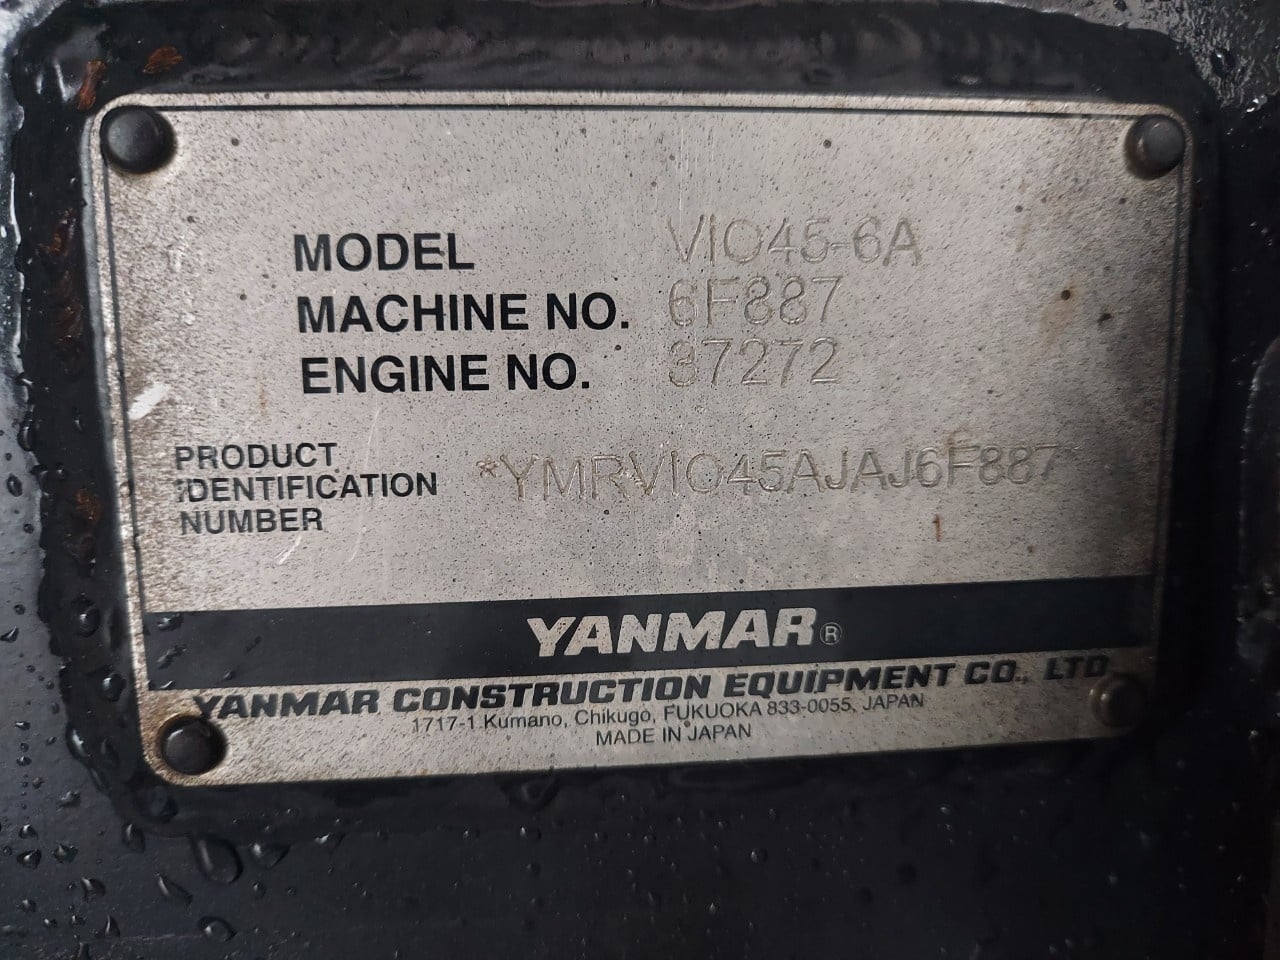 MODEL VIO45-6A
MACHINE NO. 6F887
ENGINE NO. 37272
PRODUCT
IDENTIFICATION
NUMBER
*YMRVIO45AJAJ6F887*
YANMAR®
YANMAR CONSTRUCTION EQUIPMENT CO., LTD.
1717-1 Kumano, Chikugo, FUKUOKA 833-0055, JAPAN
MADE IN JAPAN